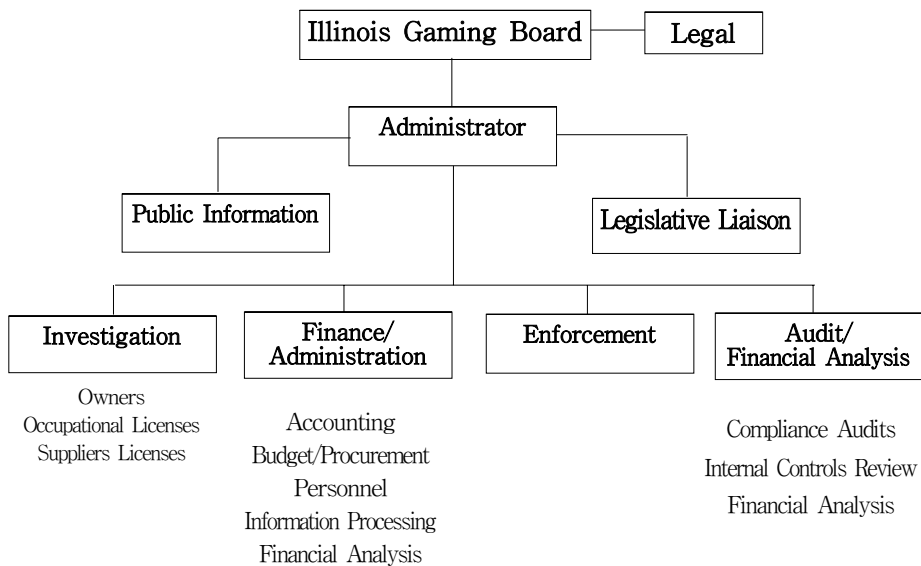 Illinois Gaming Board
Legal
Administrator
Public Information
Legislative Liaison
Investigation
Finance/
Administration
Enforcement
Audit/
Financial Analysis
Owners
Occupational Licenses
Suppliers Licenses
Accounting
Budget/Procurement
Personnel
Information Processing
Financial Analysis
Compliance Audits
Internal Controls Review
Financial Analysis